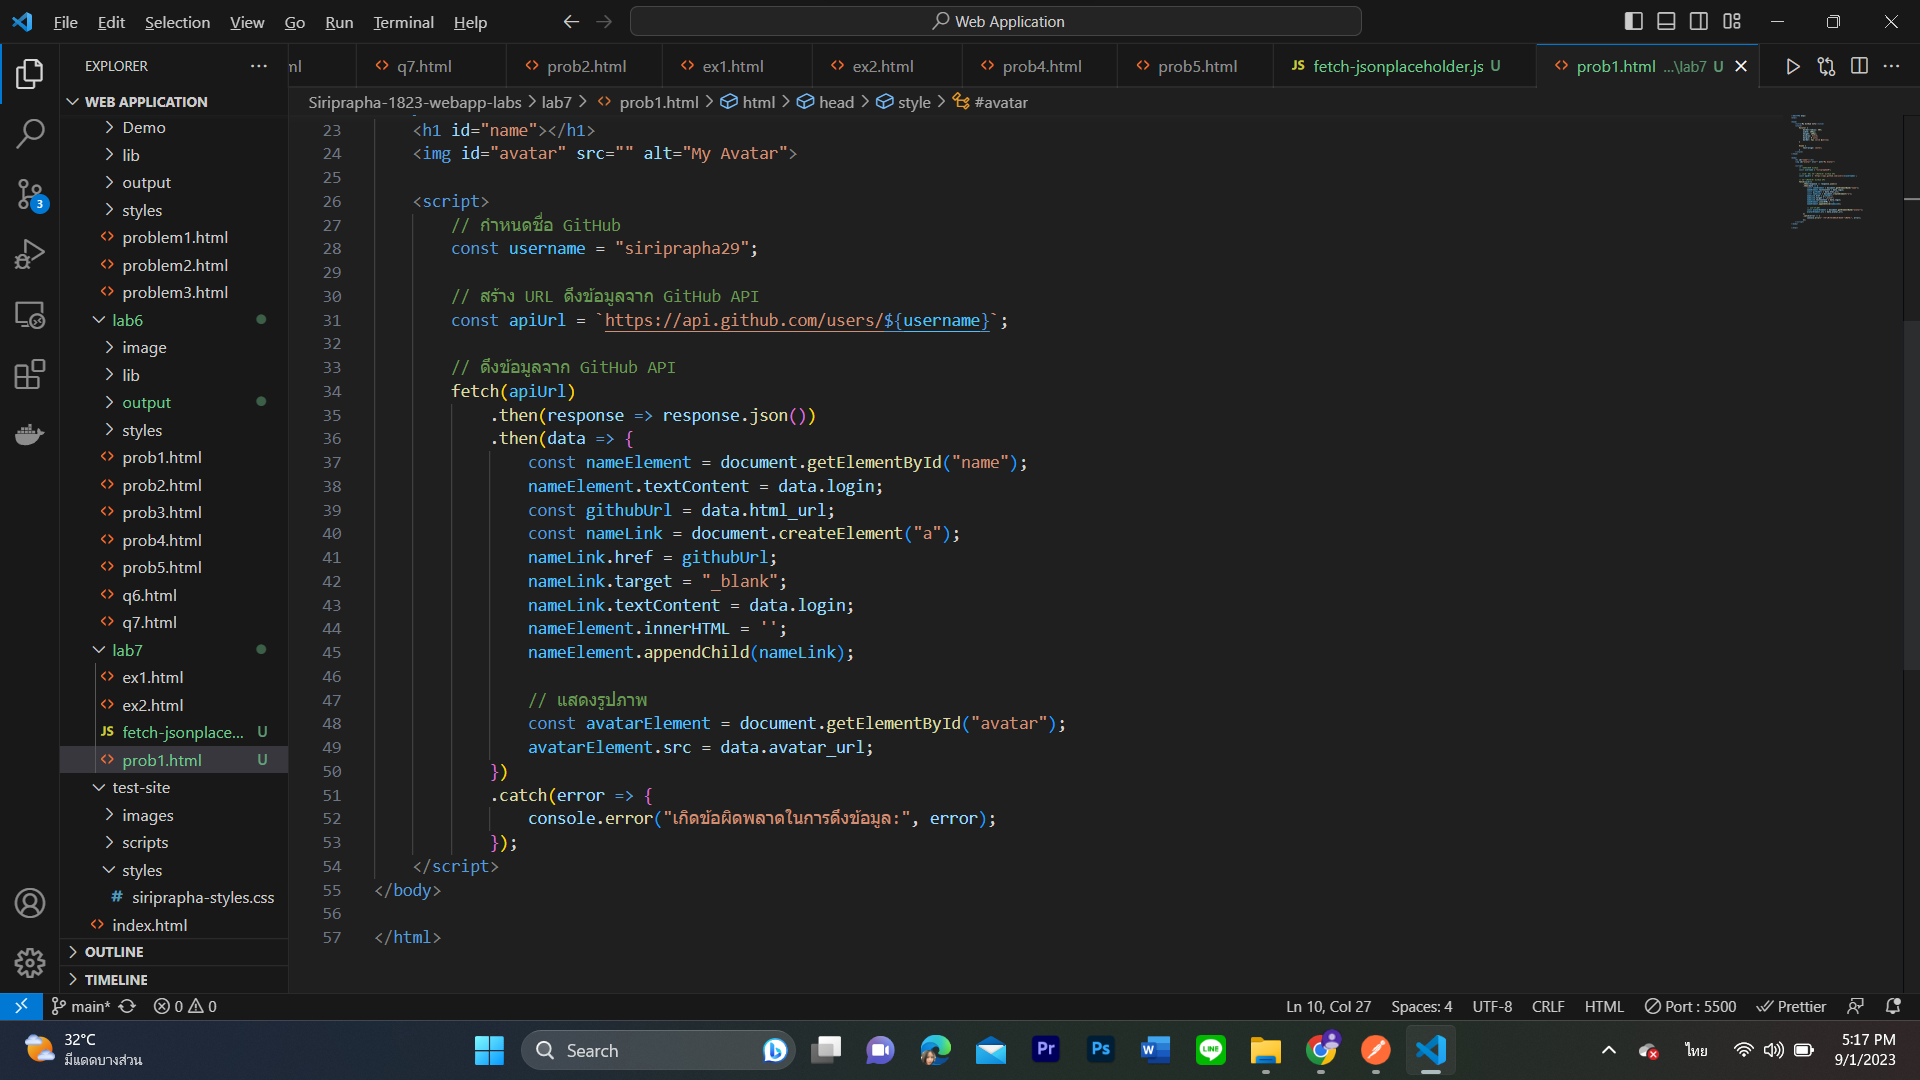 File Edit Selection View Go Run Terminal Help
Web Application
EXPLORER
q7.html
prob2.html
ex1.html
ex2.html
prob4.html
prob5.html
JS fetch-jsonplaceholder.js U
prob1.html ...\lab7 U
WEB APPLICATION
Siriprapha-1823-webapp-labs > lab7 > prob1.html > html > head > style > #avatar
Demo
lib
output
styles
problem1.html
problem2.html
problem3.html
lab6
image
lib
output
styles
prob1.html
prob2.html
prob3.html
prob4.html
prob5.html
q6.html
q7.html
lab7
ex1.html
ex2.html
JS fetch-jsonplace... U
prob1.html U
test-site
images
scripts
styles
# siriprapha-styles.css
index.html
OUTLINE
TIMELINE
23 <h1 id="name"></h1>
24 <img id="avatar" src="" alt="My Avatar">
25
26 <script>
27 // กำหนดชื่อ GitHub
28 const username = "siriprapha29";
29
30 // สร้าง URL ดึงข้อมูลจาก GitHub API
31 const apiUrl = `https://api.github.com/users/${username}`;
32
33 // ดึงข้อมูลจาก GitHub API
34 fetch(apiUrl)
35 .then(response => response.json())
36 .then(data => {
37 const nameElement = document.getElementById("name");
38 nameElement.textContent = data.login;
39 const githubUrl = data.html_url;
40 const nameLink = document.createElement("a");
41 nameLink.href = githubUrl;
42 nameLink.target = "_blank";
43 nameLink.textContent = data.login;
44 nameElement.innerHTML = '';
45 nameElement.appendChild(nameLink);
46
47 // แสดงรูปภาพ
48 const avatarElement = document.getElementById("avatar");
49 avatarElement.src = data.avatar_url;
50 })
51 .catch(error => {
52 console.error("เกิดข้อผิดพลาดในการดึงข้อมูล:", error);
53 });
54 </script>
55 </body>
56
57 </html>
3
main* 0 0
Ln 10, Col 27 Spaces: 4 UTF-8 CRLF HTML Port : 5500 Prettier
32°C
มีแดดบางส่วน
Search
Pr
Ps
W
LINE
ไทย
5:17 PM
9/1/2023